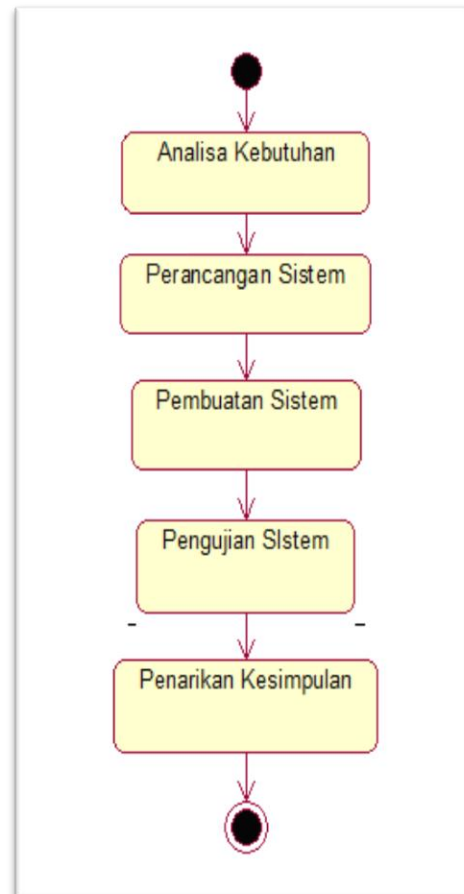 Analisa Kebutuhan
Perancangan Sistem
Pembuatan Sistem
Pengujian SIstem
Penarikan Kesimpulan